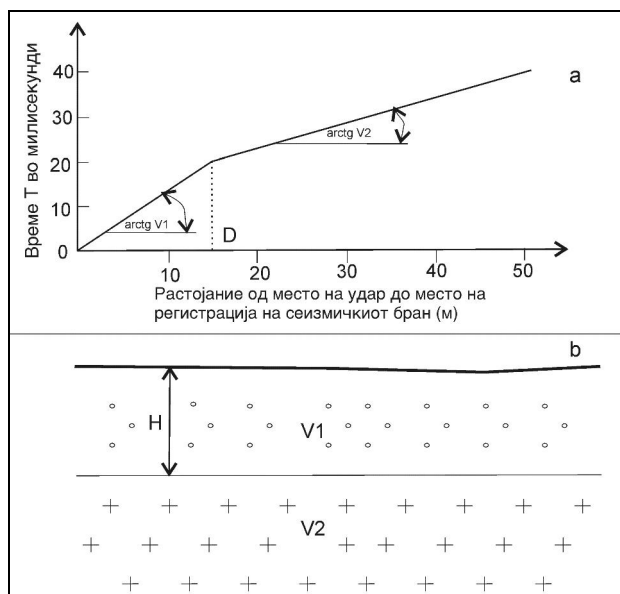 Време Т во милисекунди
40
30
20
10
0
a
arctg V2
arctg V1
D
10
20
30
40
50
Растојание од место на удар до место на
регистрација на сеизмичкиот бран (м)
b
H
V1
V2